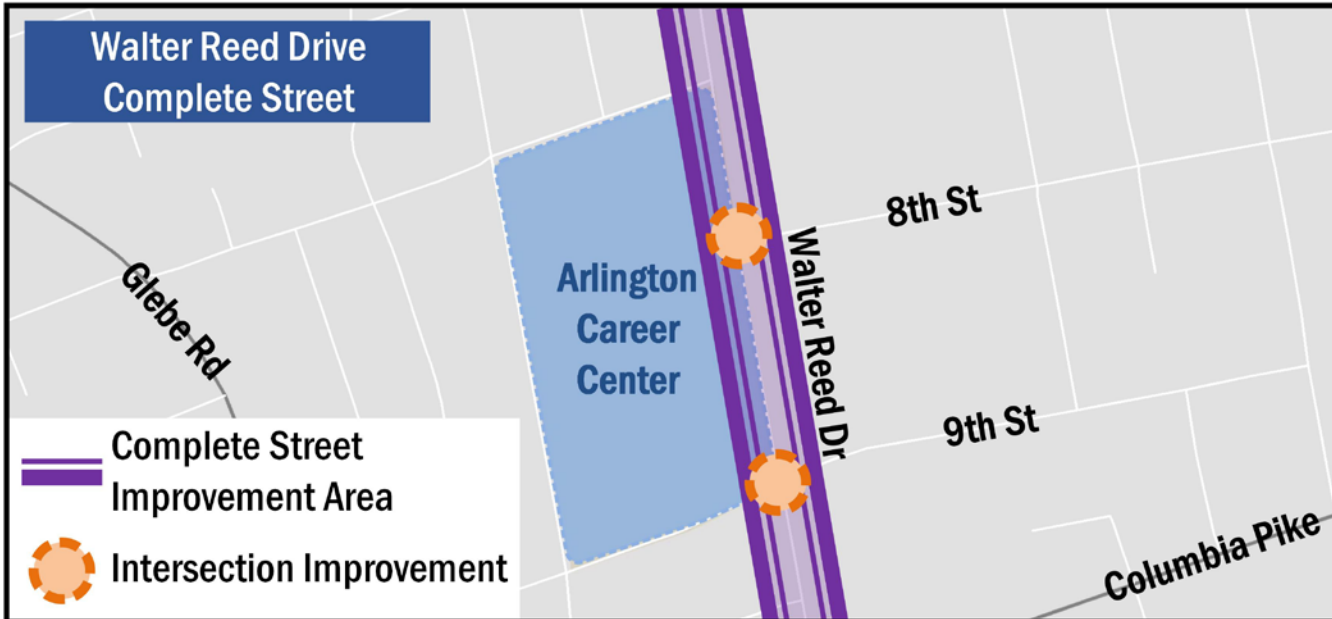 Walter Reed Drive
Complete Street
8th St
Walter Reed Dr
Arlington
Career
Center
Glebe Rd
9th St
Complete Street
Improvement Area
Intersection Improvement
Columbia Pike